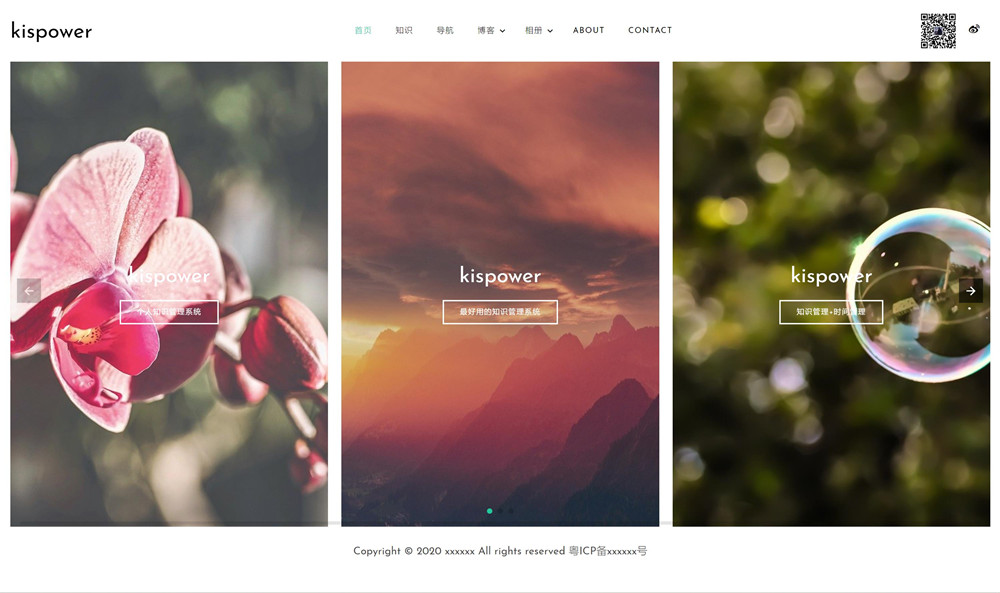 kispower
首页 知识 导航 博客 相册 ABOUT CONTACT
kispower
个人知识管理系统
kispower
最好用的知识管理系统
kispower
知识管理+时间管理
Copyright © 2020 xxxxxx All rights reserved 粤ICP备xxxxxx号